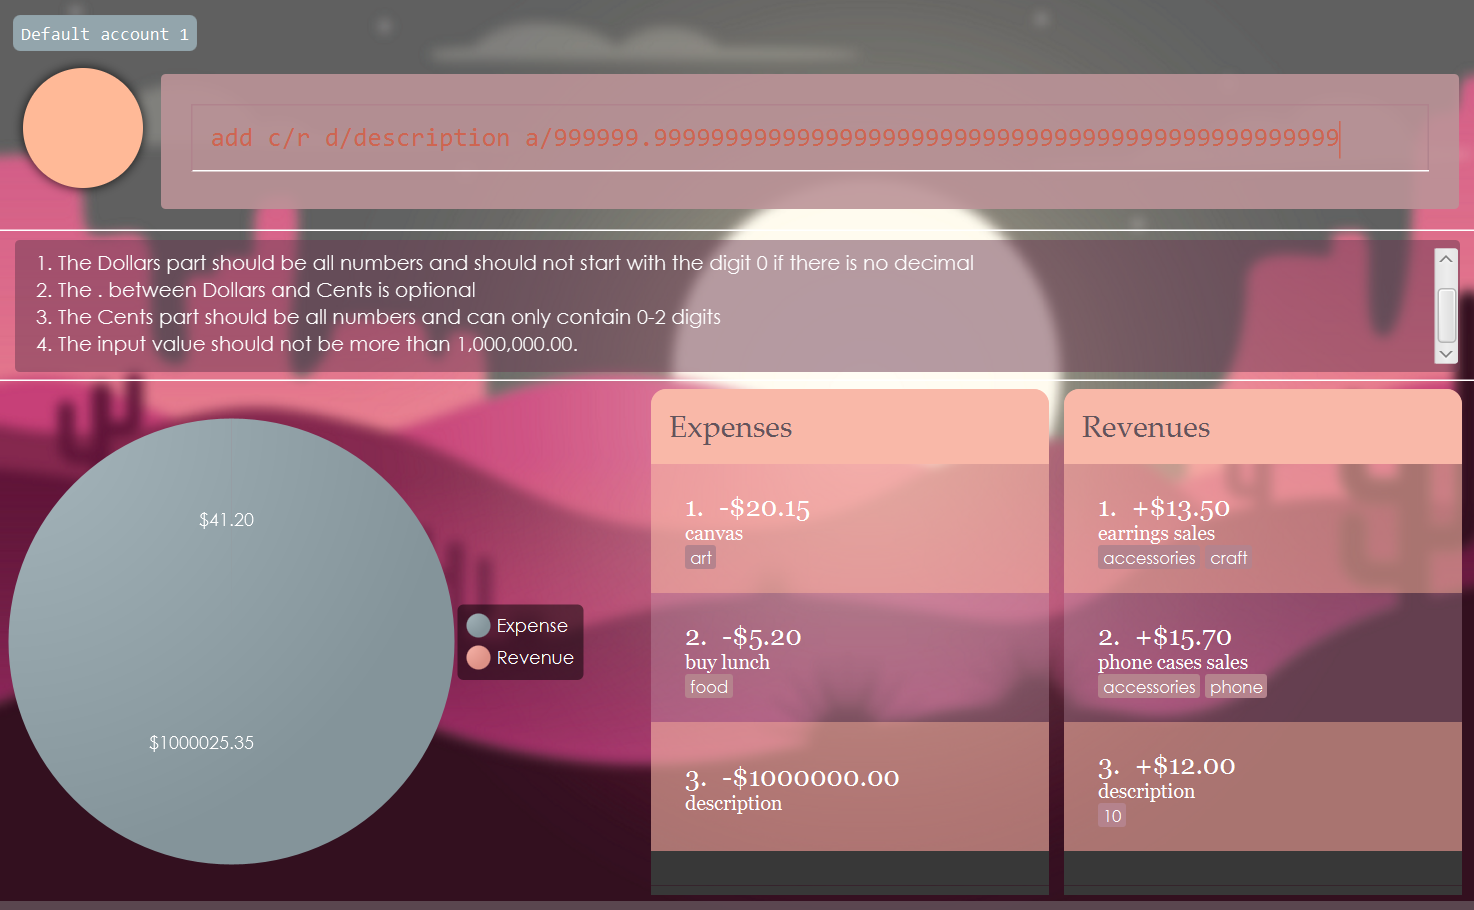 Default account 1
add c/r d/description a/999999.999999999999999999999999999999999999999999999999
1. The Dollars part should be all numbers and should not start with the digit 0 if there is no decimal
2. The . between Dollars and Cents is optional
3. The Cents part should be all numbers and can only contain 0-2 digits
4. The input value should not be more than 1,000,000.00.
$41.20
$1000025.35
Expense
Revenue
Expenses
1. -$20.15
canvas
art
2. -$5.20
buy lunch
food
3. -$1000000.00
description
Revenues
1. +$13.50
earrings sales
accessories craft
2. +$15.70
phone cases sales
accessories phone
3. +$12.00
description
10